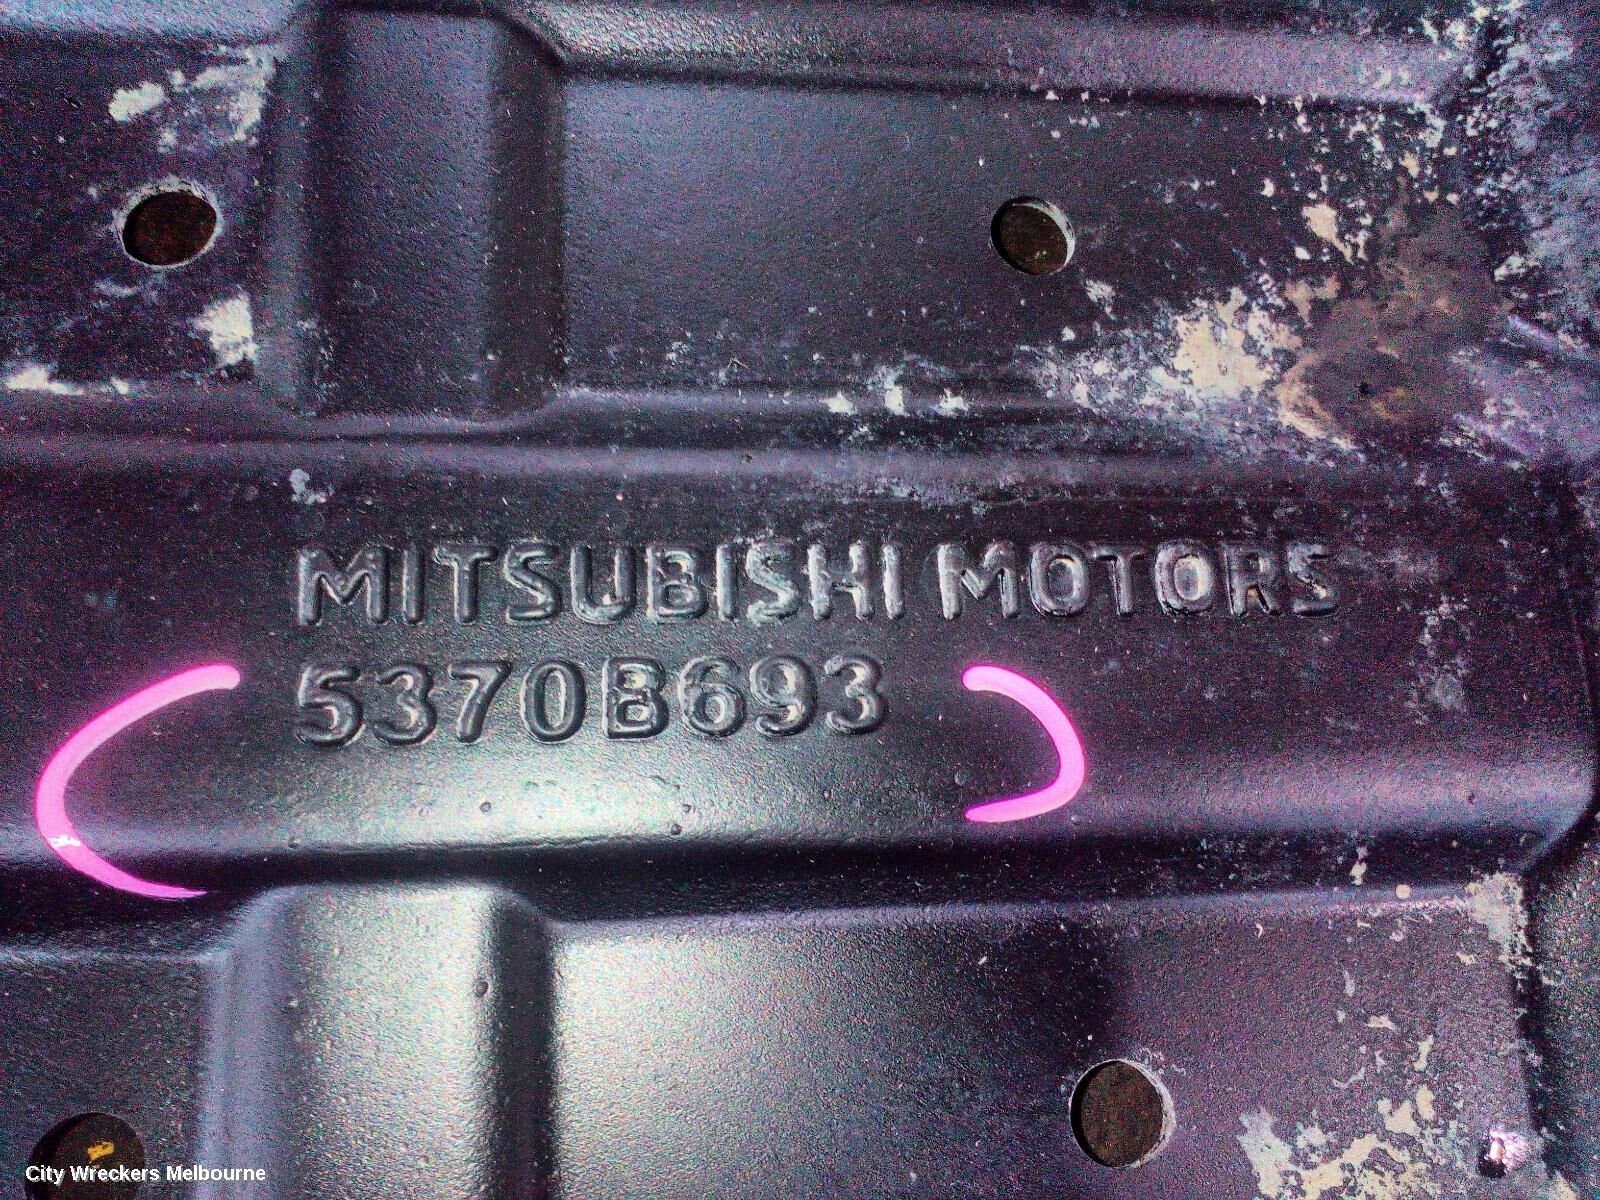 MITSUBISHI MOTORS
5370B693
City Wreckers Melbourne